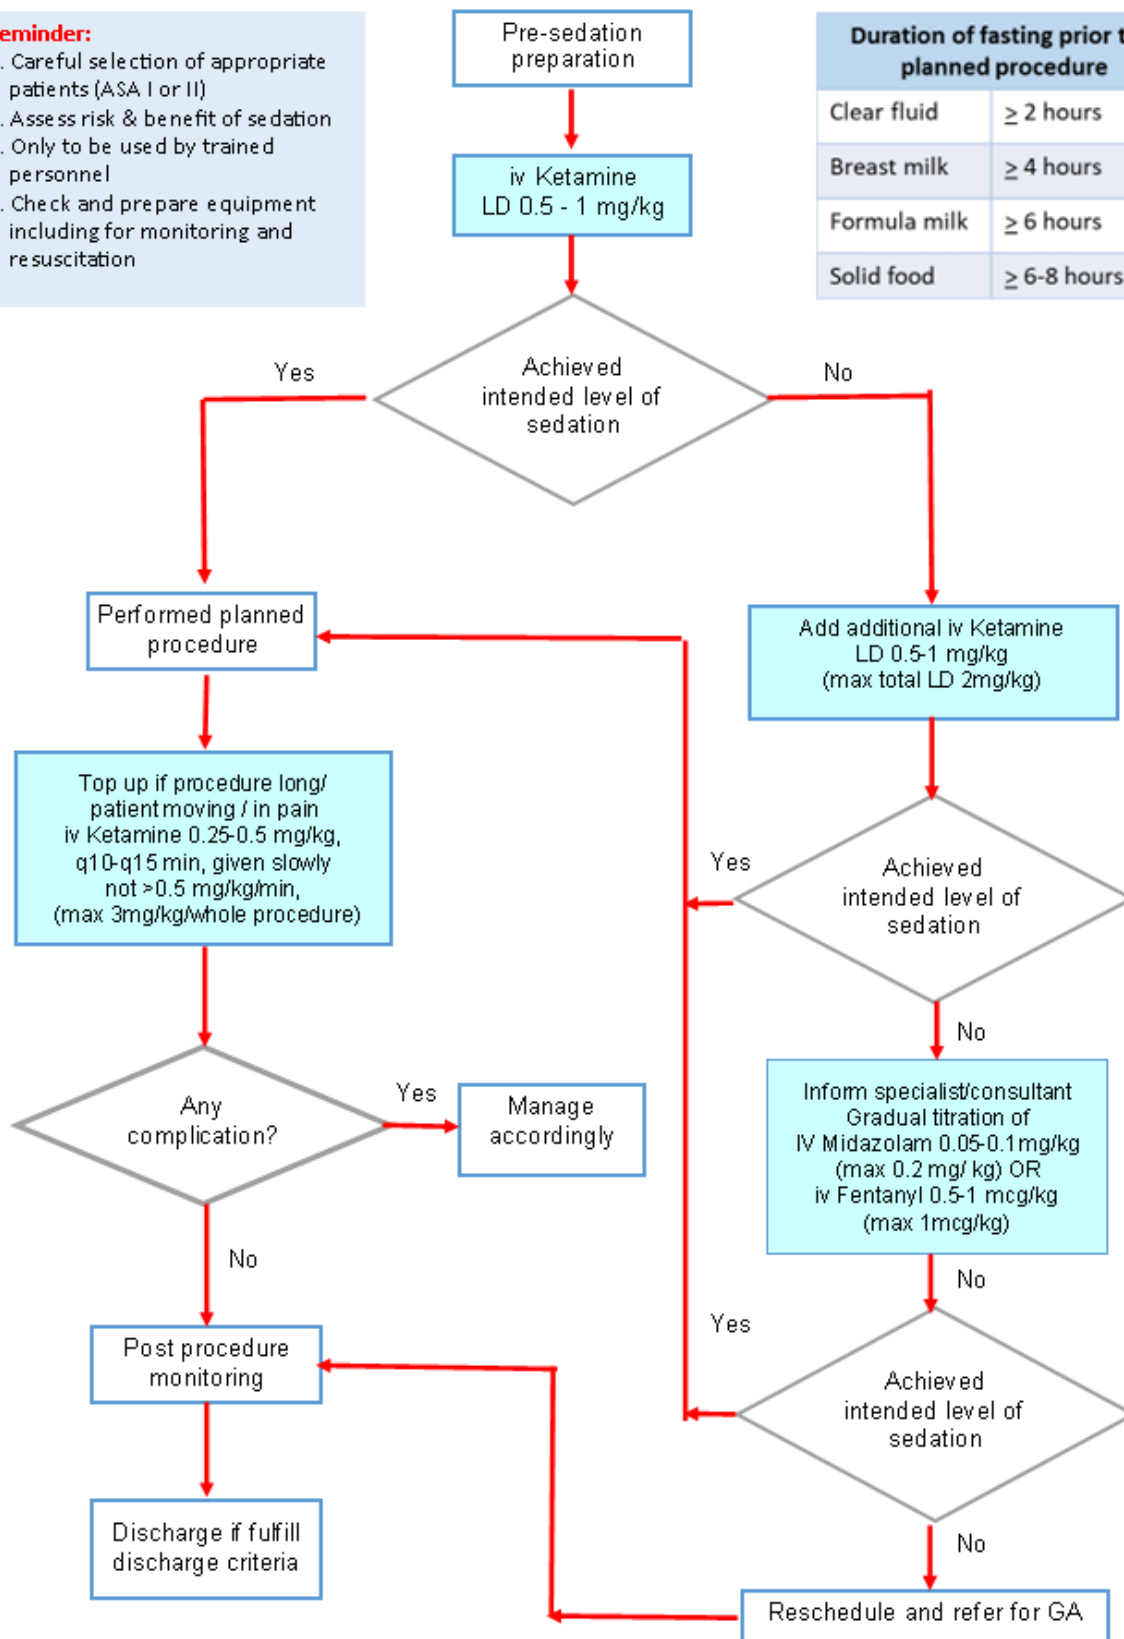 eminder:
. Careful selection of appropriate
patients (ASA I or II)
. Assess risk & benefit of sedation
. Only to be used by trained
personnel
. Check and prepare equipment
including for monitoring and
resuscitation
Pre-sedation
preparation
Duration of fasting prior t
planned procedure
Clear fluid ≥ 2 hours
Breast milk ≥ 4 hours
Formula milk ≥ 6 hours
Solid food ≥ 6-8 hours
iv Ketamine
LD 0.5 - 1 mg/kg
Achieved
intended level of
sedation
Yes
No
Performed planned
procedure
Add additional iv Ketamine
LD 0.5-1 mg/kg
(max total LD 2mg/kg)
Top up if procedure long/
patient moving / in pain
iv Ketamine 0.25-0.5 mg/kg,
q10-q15 min, given slowly
not >0.5 mg/kg/min,
(max 3mg/kg/whole procedure)
Yes
Achieved
intended level of
sedation
No
Any
complication?
Yes
Manage
accordingly
Inform specialist/consultant
Gradual titration of
IV Midazolam 0.05-0.1mg/kg
(max 0.2 mg/ kg) OR
iv Fentanyl 0.5-1 mcg/kg
(max 1mcg/kg)
No
No
Yes
Post procedure
monitoring
Achieved
intended level of
sedation
Discharge if fulfill
discharge criteria
No
Reschedule and refer for GA